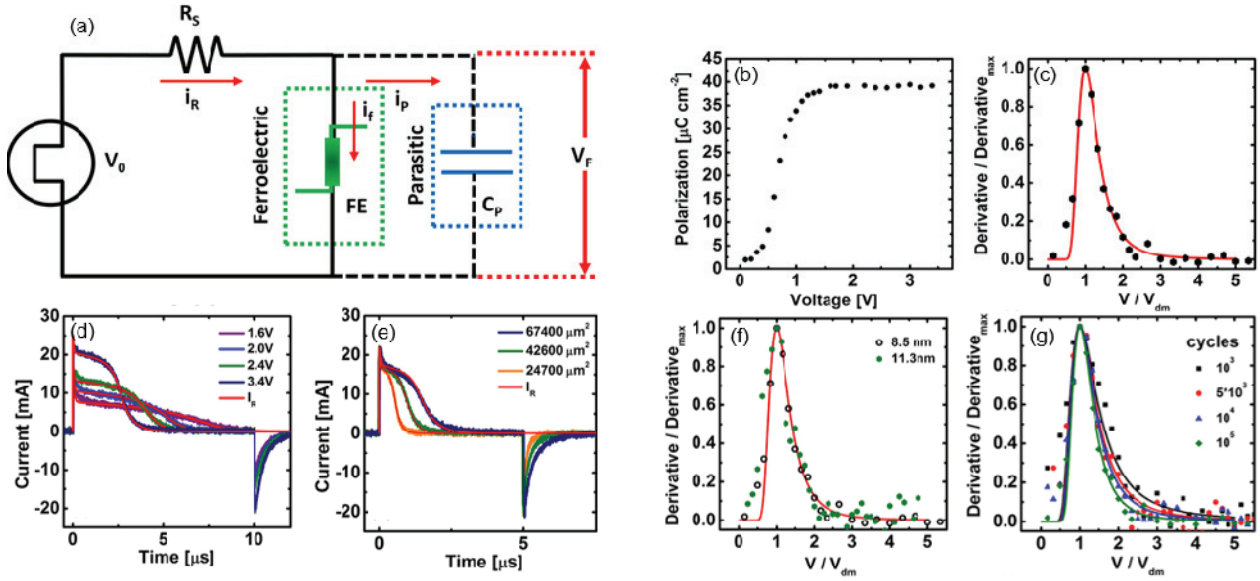 (a)
R_S
i_R
V_0
Ferroelectric
i_f
FE
i_P
Parasitic
C_P
V_F
(b)
Polarization [μC cm⁻²]
45
40
35
30
25
20
15
10
5
0
0 1 2 3
Voltage [V]
(c)
Derivative / Derivative_max
1.0
0.8
0.6
0.4
0.2
0.0
0 1 2 3 4 5
V / V_dm
(d)
Current [mA]
30
20
10
0
-10
-20
1.6V
2.0V
2.4V
3.4V
I_R
0 5 10
Time [μs]
(e)
Current [mA]
30
20
10
0
-10
-20
67400 μm²
42600 μm²
24700 μm²
I_R
0 5
Time [μs]
(f)
Derivative / Derivative_max
1.0
0.8
0.6
0.4
0.2
0.0
8.5 nm
11.3nm
0 1 2 3 4 5
V / V_dm
(g)
Derivative / Derivative_max
1.0
0.8
0.6
0.4
0.2
0.0
cycles
10³
5*10³
10⁴
10⁵
0 1 2 3 4 5
V / V_dm